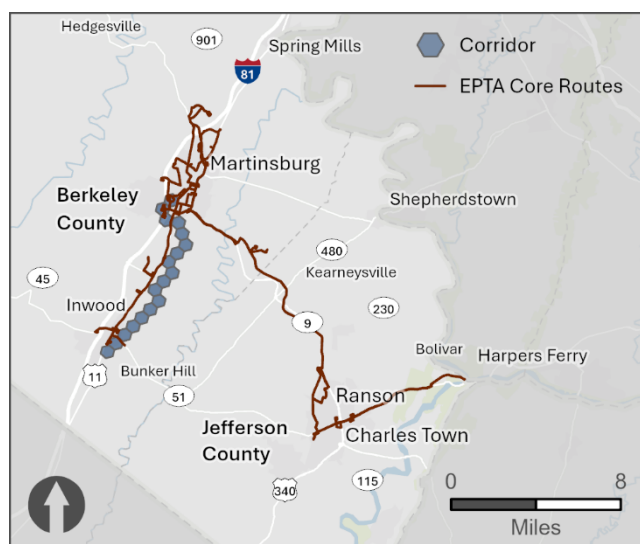 Hedgesville
901
Spring Mills
81
Corridor
EPTA Core Routes
Martinsburg
Berkeley
County
Shepherdstown
480
Kearneysville
45
230
Inwood
9
Bolivar
Harpers Ferry
11
Bunker Hill
51
Ranson
Jefferson
County
Charles Town
340
115
0
8
Miles